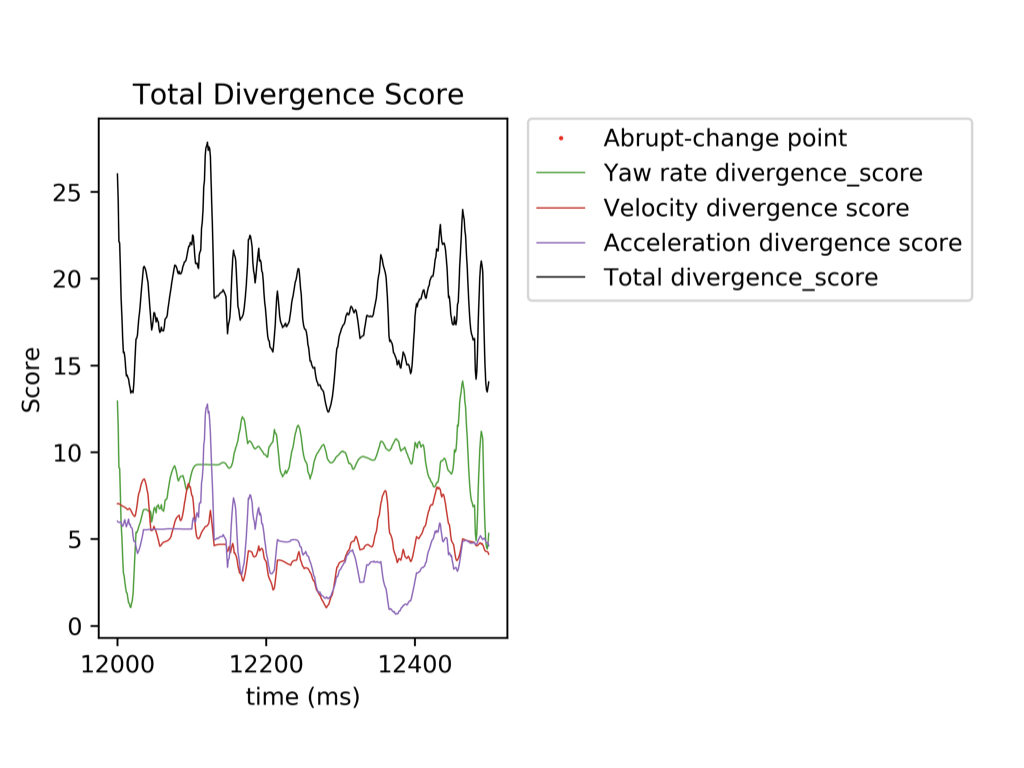 Total Divergence Score
Abrupt-change point
Yaw rate divergence_score
Velocity divergence score
Acceleration divergence score
Total divergence_score
25
20
15
10
5
0
Score
12000 12200 12400
time (ms)